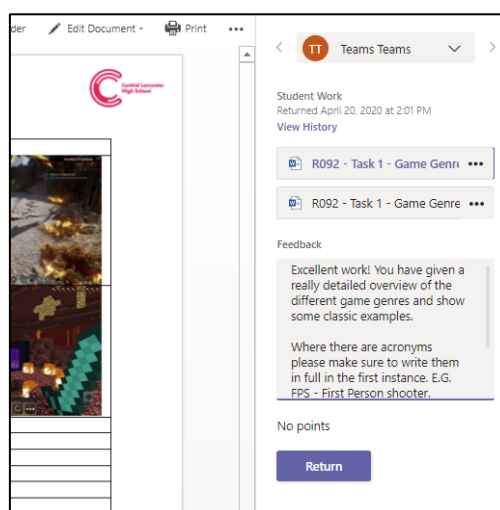 der Edit Document Print
Central Lancaster
High School
TT Teams Teams
Student Work
Returned April 20, 2020 at 2:01 PM
View History
R092 - Task 1 - Game Genre
R092 - Task 1 - Game Genre
Feedback
Excellent work! You have given a
really detailed overview of the
different game genres and show
some classic examples.
Where there are acronyms
please make sure to write them
in full in the first instance. E.G.
FPS - First Person shooter.
No points
Return